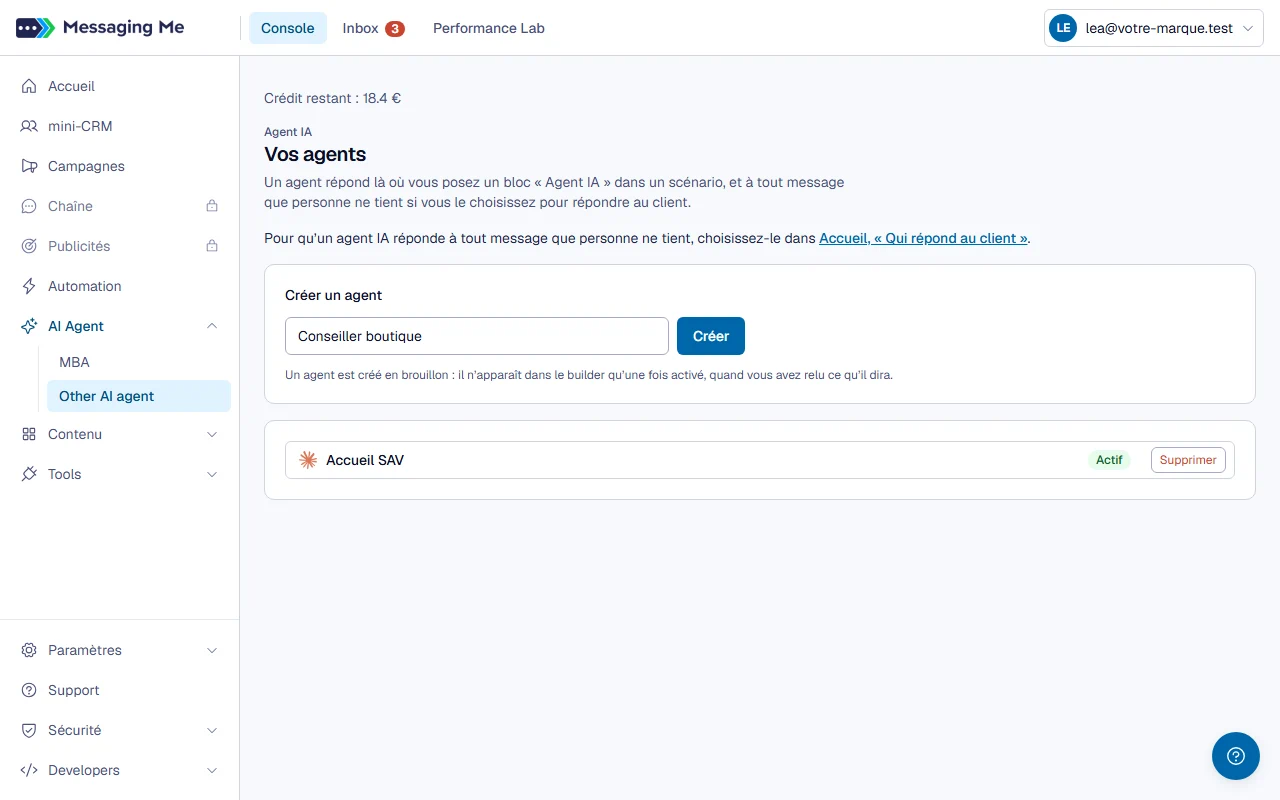 Messaging Me
Console
Inbox 3
Performance Lab
LE lea@votre-marque.test
Accueil
mini-CRM
Campagnes
Chaîne
Publicités
Automation
AI Agent
MBA
Other AI agent
Contenu
Tools
Paramètres
Support
Sécurité
Developers
Crédit restant : 18.4 €
Agent IA
Vos agents
Un agent répond là où vous posez un bloc « Agent IA » dans un scénario, et à tout message
que personne ne tient si vous le choisissez pour répondre au client.
Pour qu'un agent IA réponde à tout message que personne ne tient, choisissez-le dans Accueil, « Qui répond au client ».
Créer un agent
Conseiller boutique
Créer
Un agent est créé en brouillon : il n'apparaît dans le builder qu'une fois activé, quand vous avez relu ce qu'il dira.
Accueil SAV
Actif
Supprimer